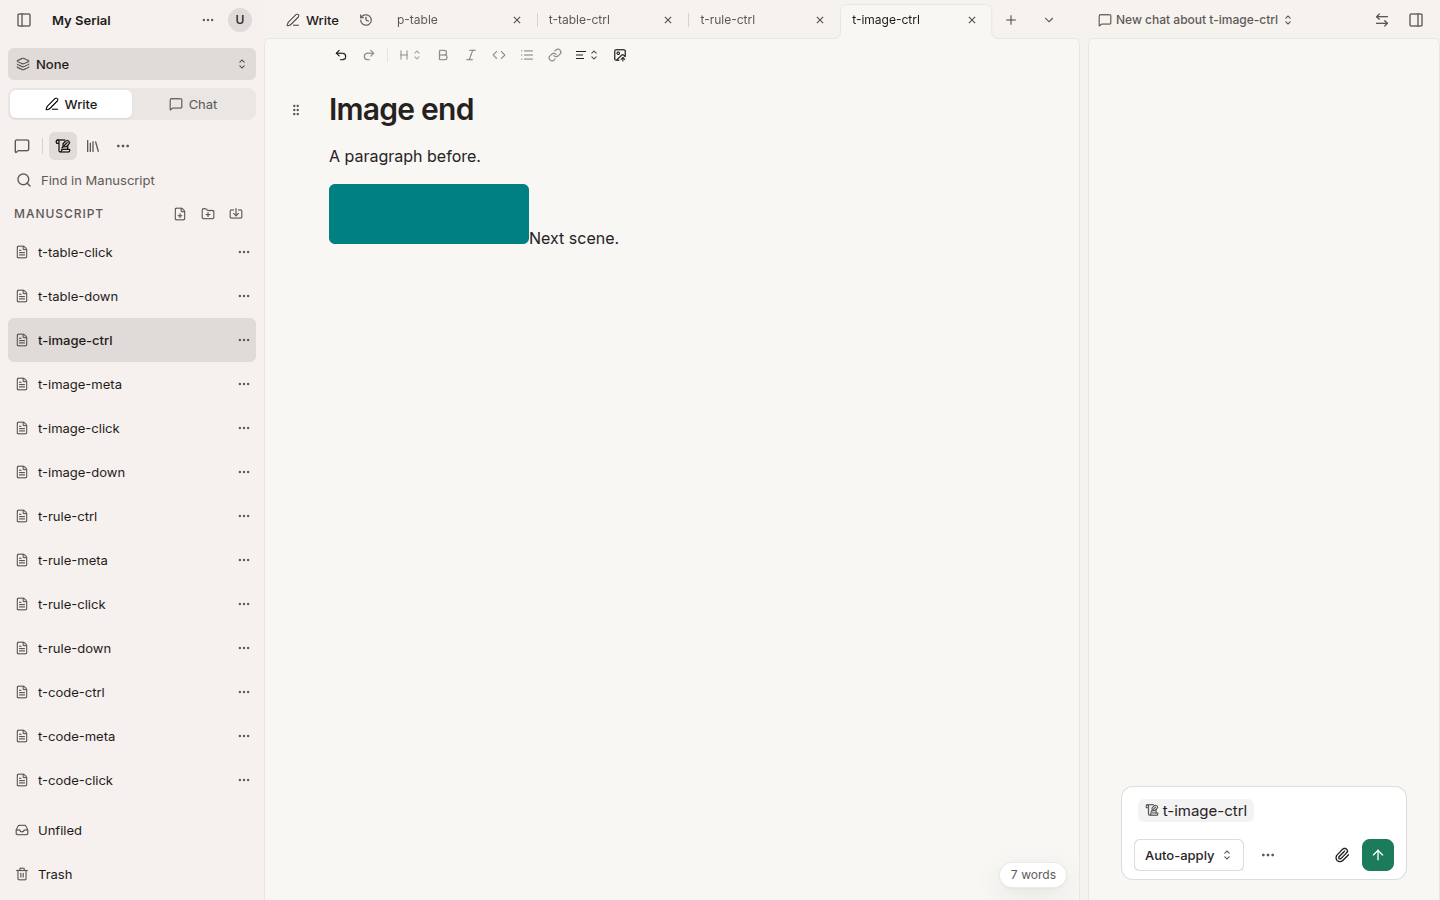 My Serial
U
None
Write
Chat
Find in Manuscript
MANUSCRIPT
t-table-click
t-table-down
t-image-ctrl
t-image-meta
t-image-click
t-image-down
t-rule-ctrl
t-rule-meta
t-rule-click
t-rule-down
t-code-ctrl
t-code-meta
t-code-click
Unfiled
Trash
Write
p-table
t-table-ctrl
t-rule-ctrl
t-image-ctrl
H
B
I
Image end
A paragraph before.
Next scene.
7 words
New chat about t-image-ctrl
t-image-ctrl
Auto-apply